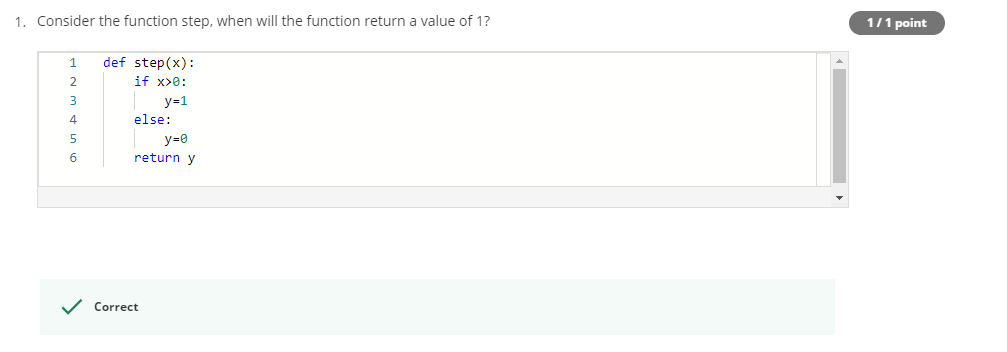 1. Consider the function step, when will the function return a value of 1?
1 / 1 point
1 def step(x):
2     if x>0:
3         y=1
4     else:
5         y=0
6     return y
Correct